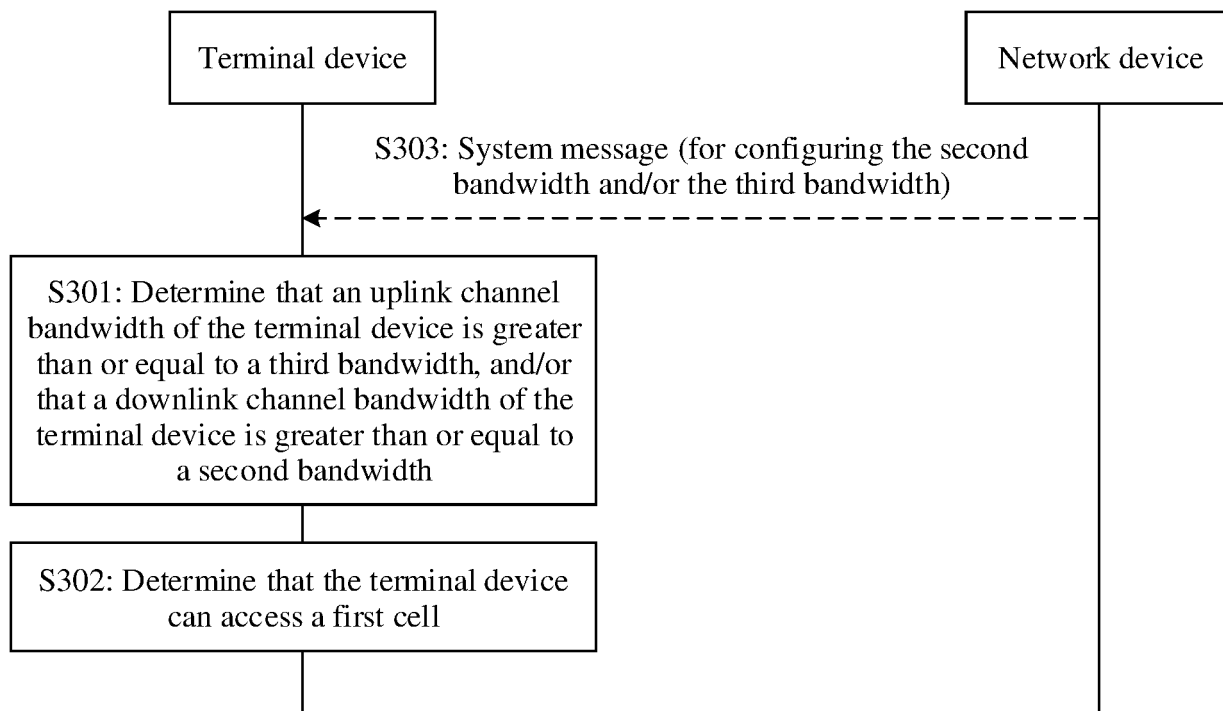 Terminal device
Network device
S303: System message (for configuring the second
bandwidth and/or the third bandwidth)
S301: Determine that an uplink channel
bandwidth of the terminal device is greater
than or equal to a third bandwidth, and/or
that a downlink channel bandwidth of the
terminal device is greater than or equal to
a second bandwidth
S302: Determine that the terminal device
can access a first cell